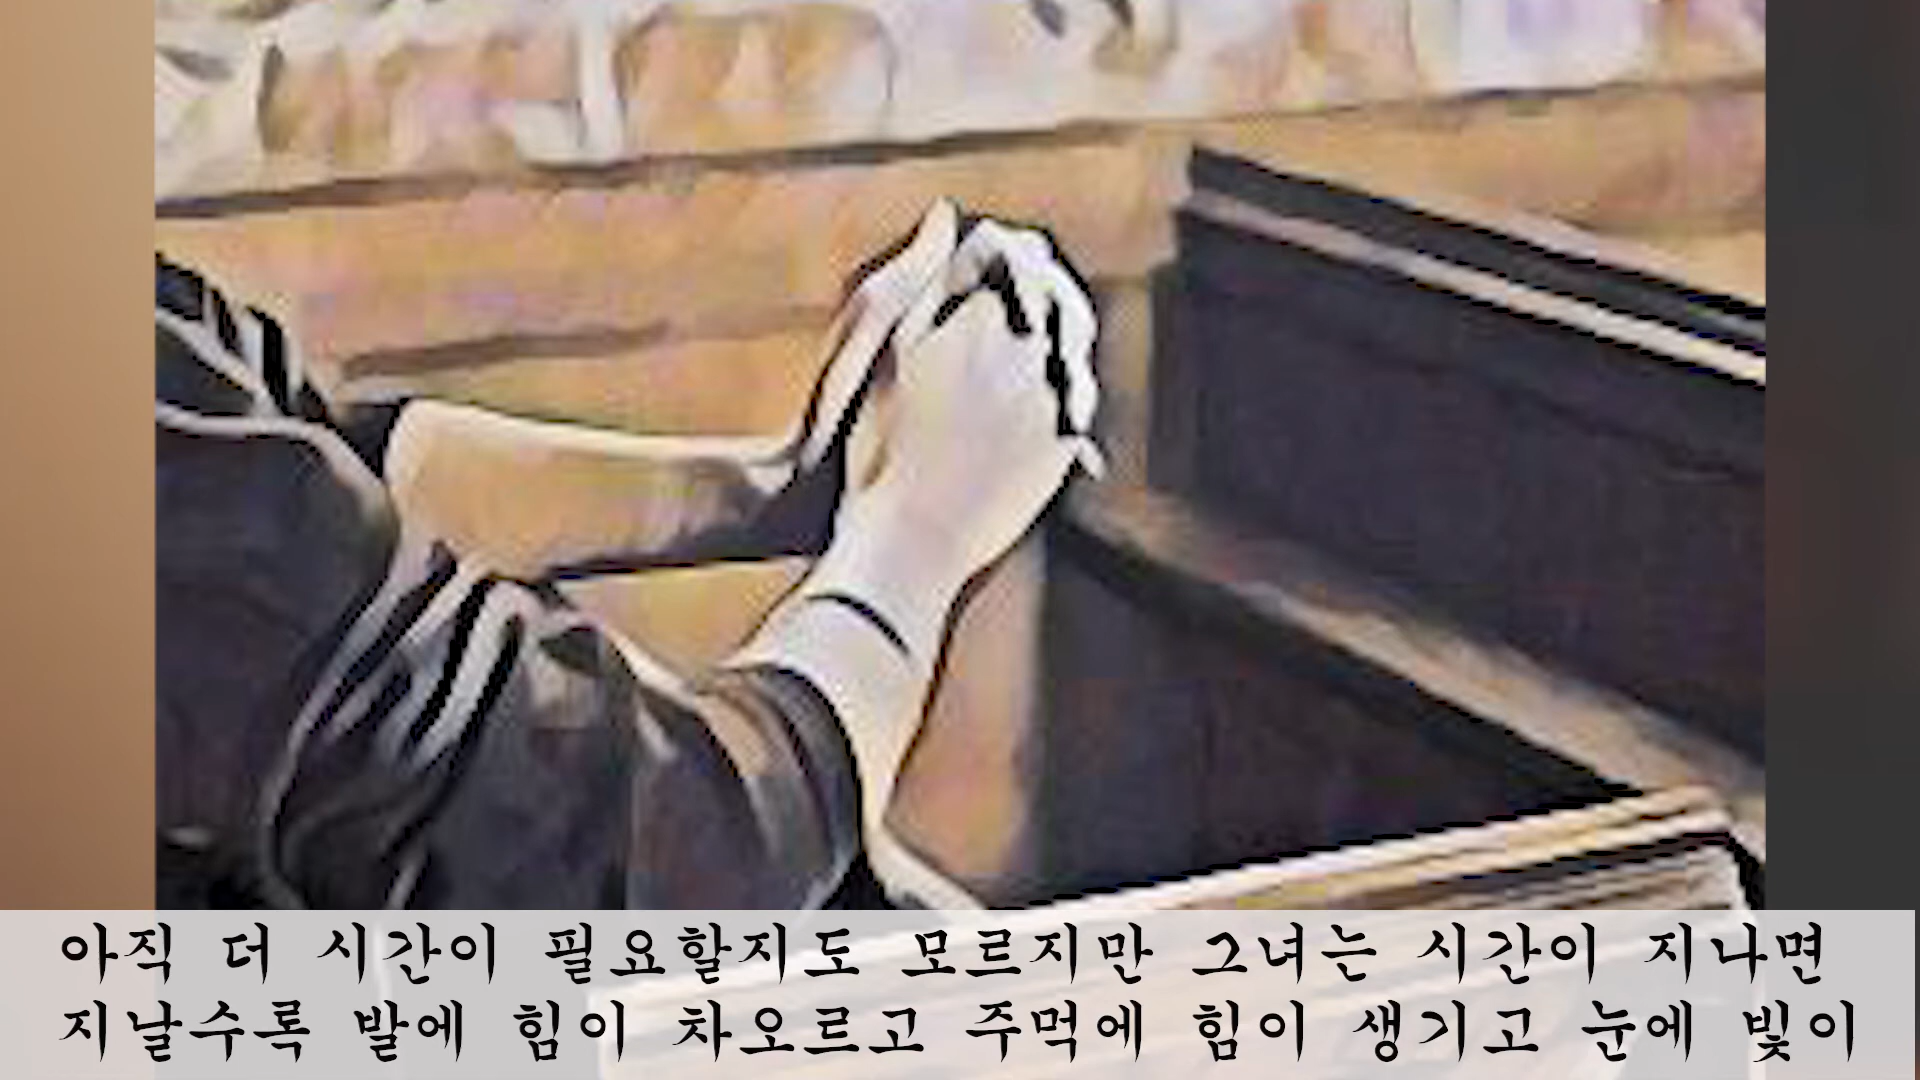 아직 더 시간이 필요할지도 모르지만 그녀는 시간이 지나면
지날수록 발에 힘이 차오르고 주먹에 힘이 생기고 눈에 빛이